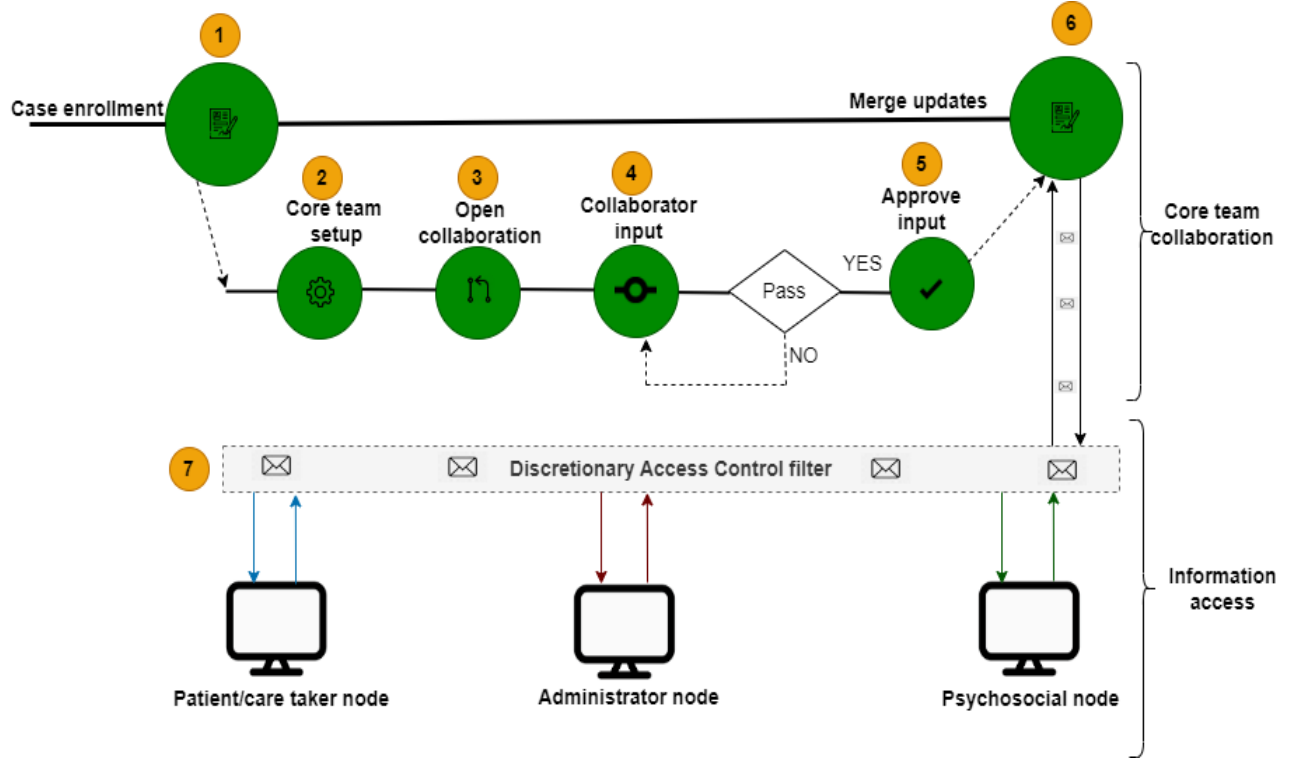 1
6
Case enrollment
Merge updates
2
3
4
5
Core team
setup
Open
collaboration
Collaborator
input
Approve
input
Core team
collaboration
YES
Pass
NO
7
Discretionary Access Control filter
Information
access
Patient/care taker node
Administrator node
Psychosocial node